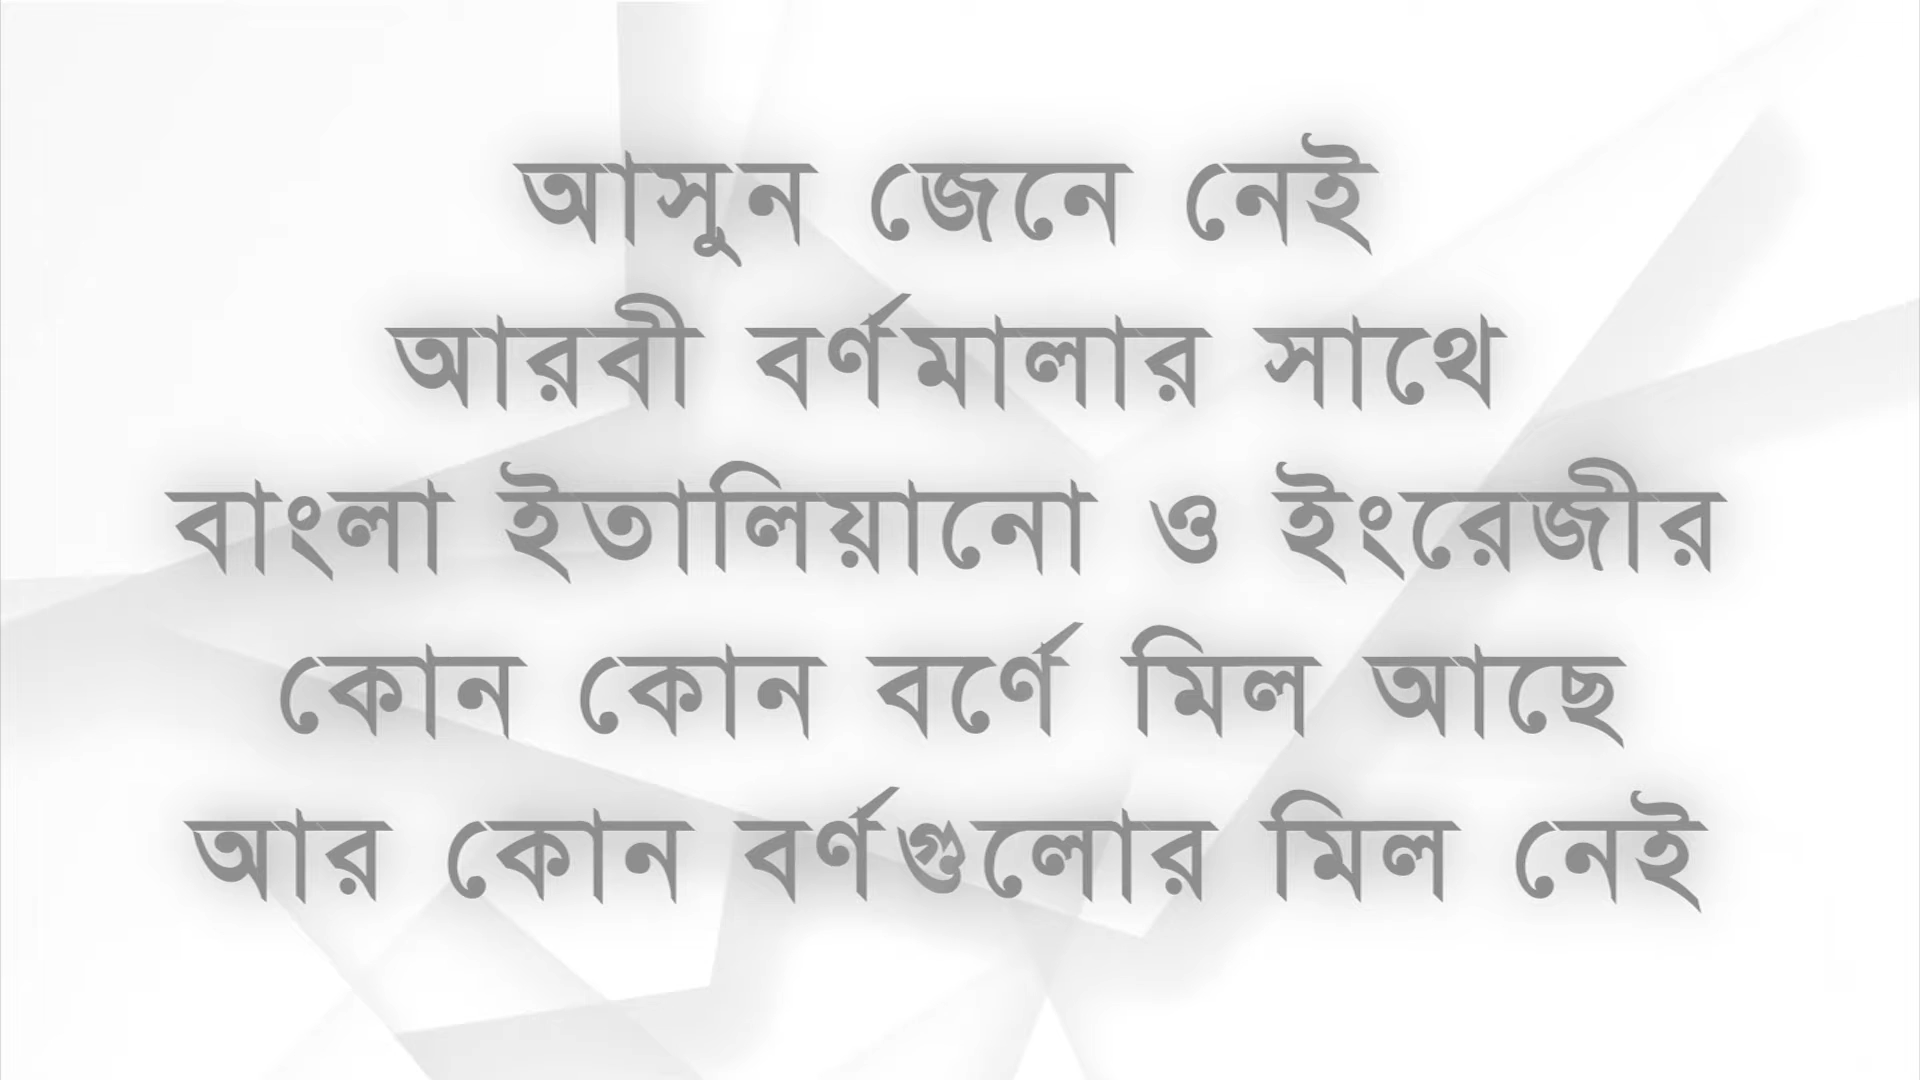 আসুন জেনে নেই
আরবী বর্ণমালার সাথে
বাংলা ইতালিয়ানো ও ইংরেজীর
কোন কোন বর্ণে মিল আছে
আর কোন বর্ণগুলোর মিল নেই